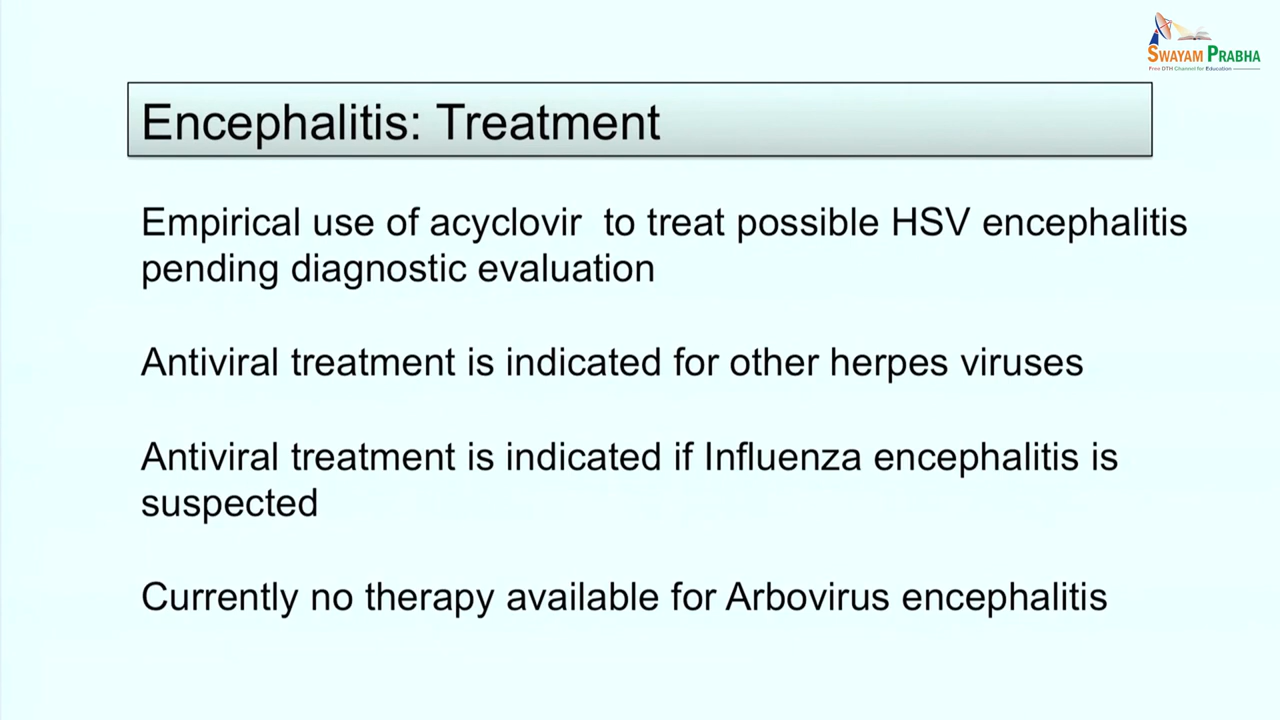 SWAYAM PRABHA
Free DTH Channel for Education
Encephalitis: Treatment
Empirical use of acyclovir to treat possible HSV encephalitis
pending diagnostic evaluation
Antiviral treatment is indicated for other herpes viruses
Antiviral treatment is indicated if Influenza encephalitis is
suspected
Currently no therapy available for Arbovirus encephalitis